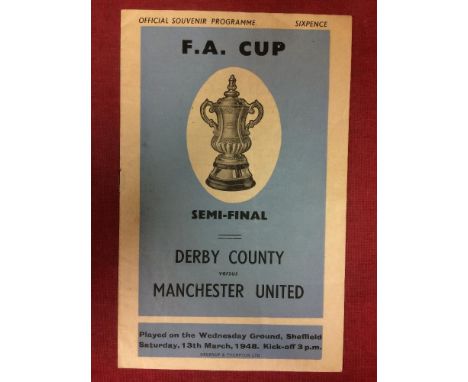 OFFICIAL SOUVENIR PROGRAMME SIXPENCE
F.A. CUP
SEMI-FINAL
DERBY COUNTY
versus
MANCHESTER UNITED
Played on the Wednesday Ground, Sheffield
Saturday, 13th March, 1948. Kick-off 3 p.m.